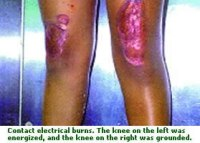 Contact electrical burns. The knee on the left was
energized, and the knee on the right was grounded.